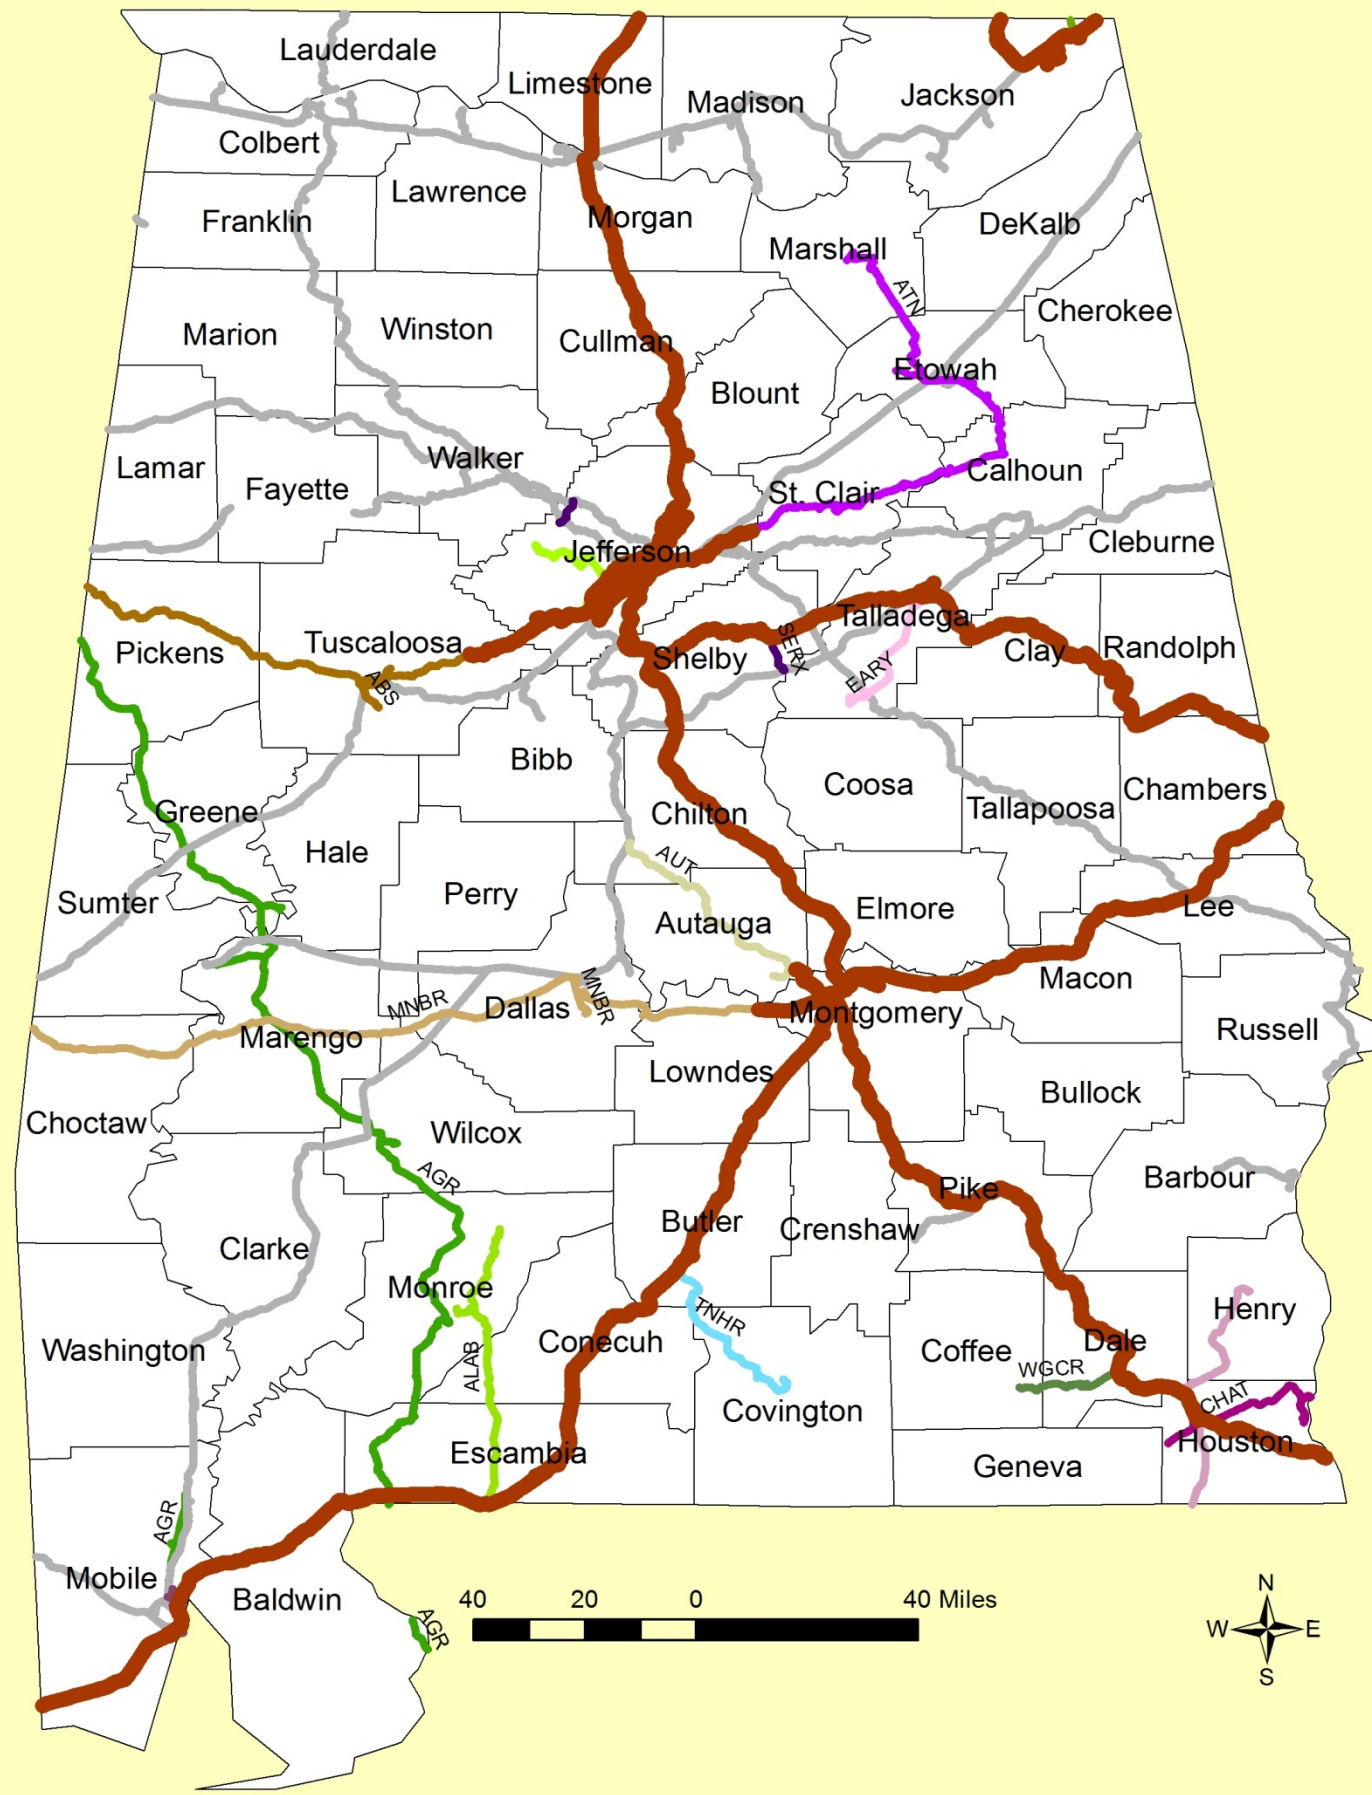 Lauderdale
Limestone
Madison
Jackson
Colbert
Lawrence
Franklin
Morgan
DeKalb
Marshall
ATN
Cherokee
Marion
Winston
Cullman
Etowah
Blount
Lamar
Walker
Fayette
St. Clair
Calhoun
Jefferson
Cleburne
Talladega
Pickens
Tuscaloosa
Shelby
SERX
Clay
Randolph
ABS
EARY
Bibb
Coosa
Chambers
Greene
Chilton
Tallapoosa
Hale
AUT
Sumter
Perry
Autauga
Elmore
Lee
Macon
MNBR
Dallas
MNBR
Montgomery
Marengo
Russell
Lowndes
Bullock
Choctaw
Wilcox
AGR
Pike
Barbour
Butler
Crenshaw
Clarke
Monroe
TNHR
Henry
Washington
ALAB
Conecuh
Coffee
WGCR
Dale
CHAT
Covington
Escambia
Houston
Geneva
AGR
Mobile
Baldwin
AGR
40 20 0 40 Miles
N
W E
S